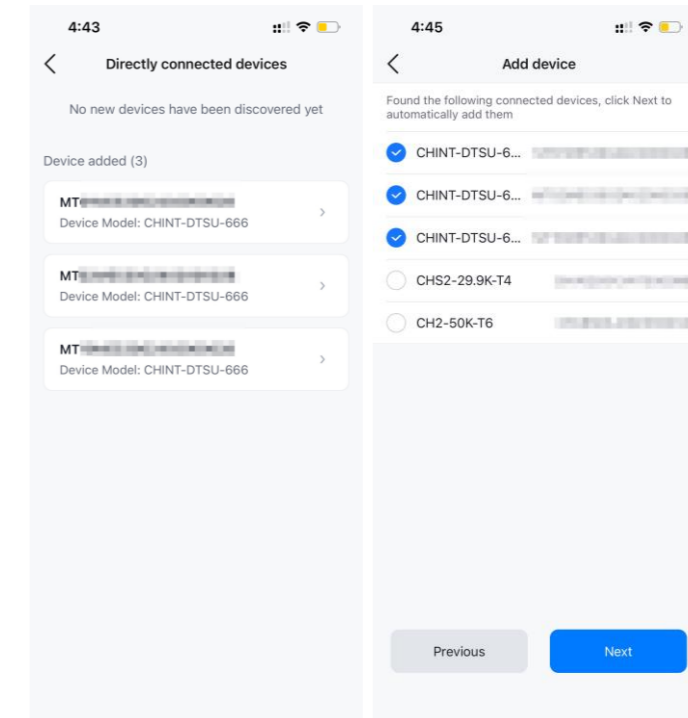 4:43
Directly connected devices
No new devices have been discovered yet
Device added (3)
MT
Device Model: CHINT-DTSU-666
MT
Device Model: CHINT-DTSU-666
MT
Device Model: CHINT-DTSU-666
4:45
Add device
Found the following connected devices, click Next to
automatically add them
CHINT-DTSU-6...
CHINT-DTSU-6...
CHINT-DTSU-6...
CHS2-29.9K-T4
CH2-50K-T6
Previous
Next